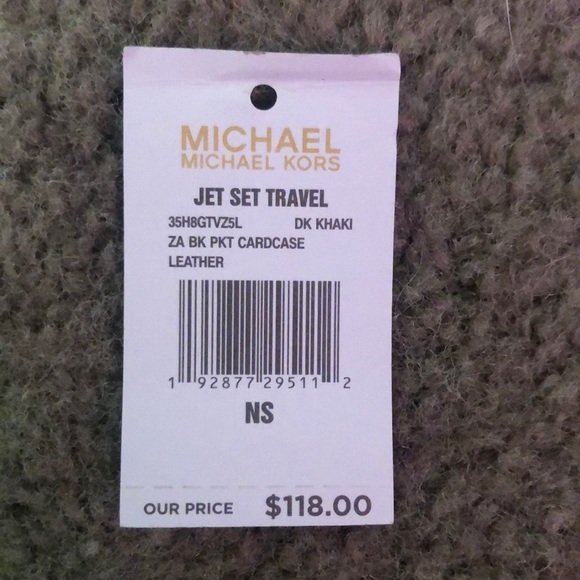 MICHAEL
MICHAEL KORS
JET SET TRAVEL
35H8GTVZ5L DK KHAKI
ZA BK PKT CARDCASE
LEATHER
1 92877 29511 2
NS
OUR PRICE $118.00